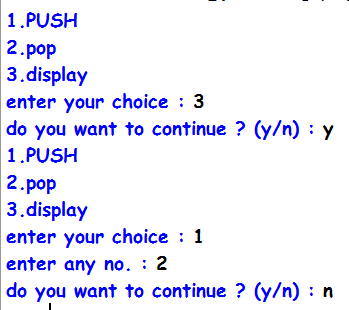 1.PUSH
2.pop
3.display
enter your choice : 3
do you want to continue ? (y/n) : y
1.PUSH
2.pop
3.display
enter your choice : 1
enter any no. : 2
do you want to continue ? (y/n) : n